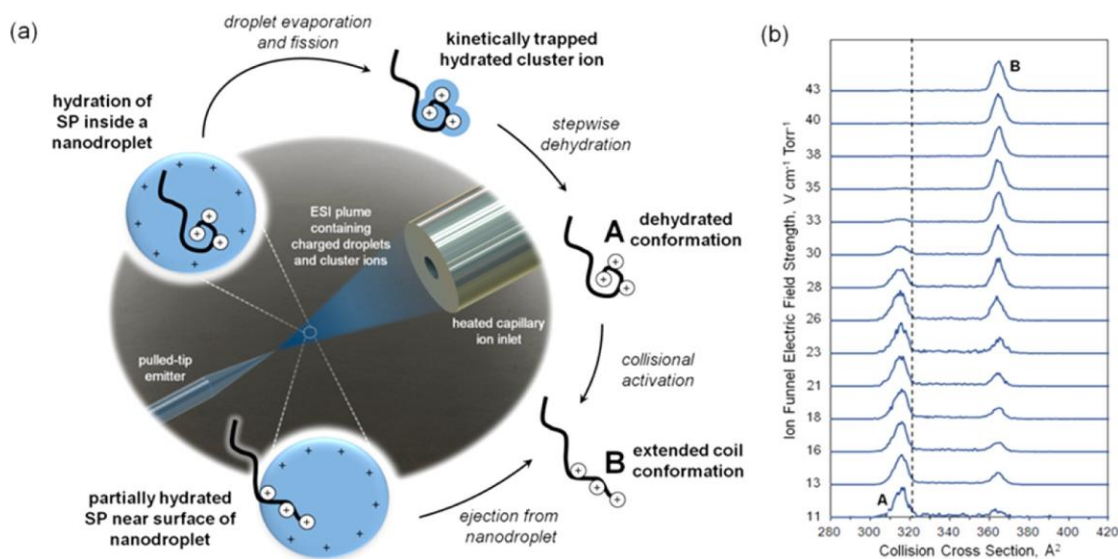 (a)
droplet evaporation
and fission
kinetically trapped
hydrated cluster ion
hydration of
SP inside a
nanodroplet
+ + + + + + + + +
stepwise
dehydration
ESI plume
containing
charged droplets
and cluster ions
A dehydrated
conformation
heated capillary
ion inlet
pulled-tip
emitter
collisional
activation
B extended coil
conformation
partially hydrated
SP near surface of
nanodroplet
ejection from
nanodroplet
(b)
Ion Funnel Electric Field Strength, V cm⁻¹ Torr⁻¹
B
43
40
38
35
33
30
28
26
23
21
18
16
13
A
11
280 300 320 340 360 380 400 420
Collision Cross Section, Å²